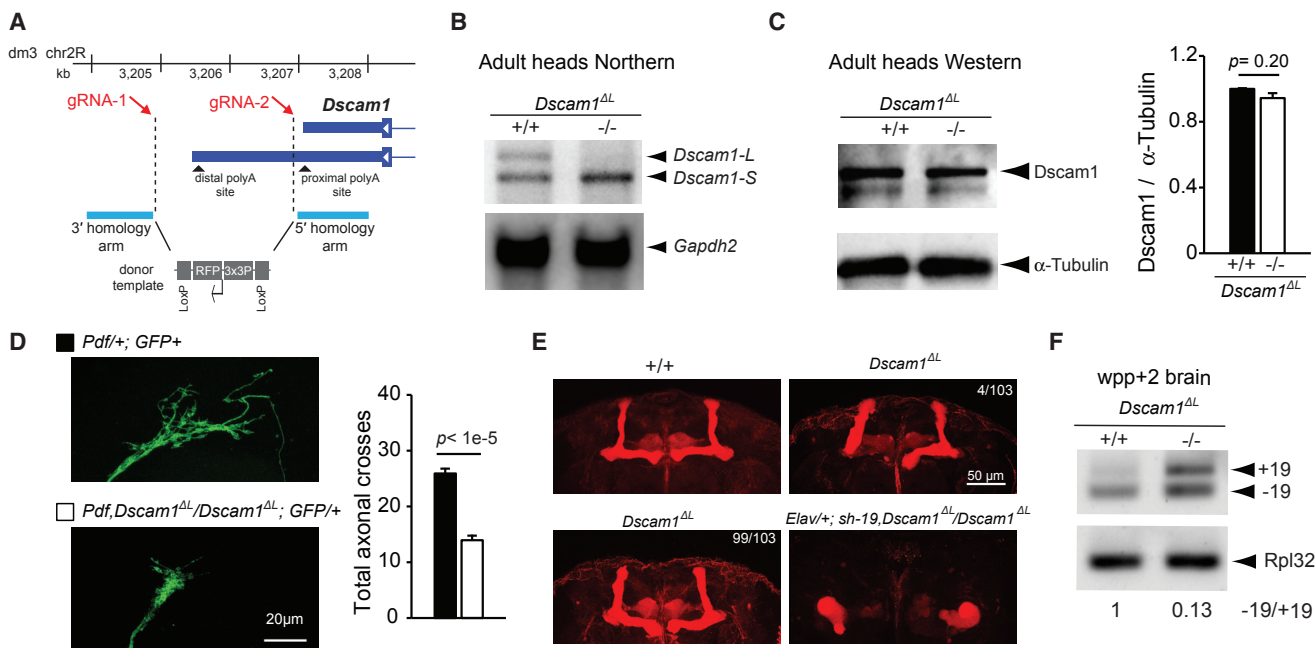 A
dm3 chr2R
kb 3,205 3,206 3,207 3,208
gRNA-1
gRNA-2
Dscam1
distal polyA
site
proximal polyA
site
3′ homology
arm
5′ homology
arm
donor
template
RFP 3x3P
LoxP
LoxP
B
Adult heads Northern
Dscam1ΔL
+/+ -/-
Dscam1-L
Dscam1-S
Gapdh2
C
Adult heads Western
Dscam1ΔL
+/+ -/-
Dscam1
α-Tubulin
Dscam1 / α-Tubulin
1.2
0.8
0.4
0
p= 0.20
+/+ -/-
Dscam1ΔL
D
Pdf/+; GFP+
Pdf,Dscam1ΔL/Dscam1ΔL; GFP/+
20μm
Total axonal crosses
40
30
20
10
0
p< 1e-5
E
+/+
Dscam1ΔL
4/103
50 μm
Dscam1ΔL
99/103
Elav/+; sh-19,Dscam1ΔL/Dscam1ΔL
F
wpp+2 brain
Dscam1ΔL
+/+ -/-
+19
-19
Rpl32
1 0.13 -19/+19